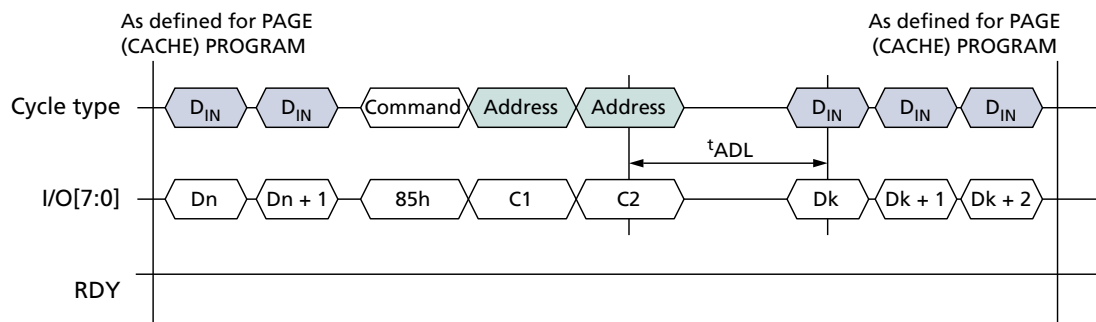 As defined for PAGE
(CACHE) PROGRAM
As defined for PAGE
(CACHE) PROGRAM
Cycle type DIN DIN Command Address Address DIN DIN DIN
tADL
I/O[7:0] Dn Dn + 1 85h C1 C2 Dk Dk + 1 Dk + 2
RDY